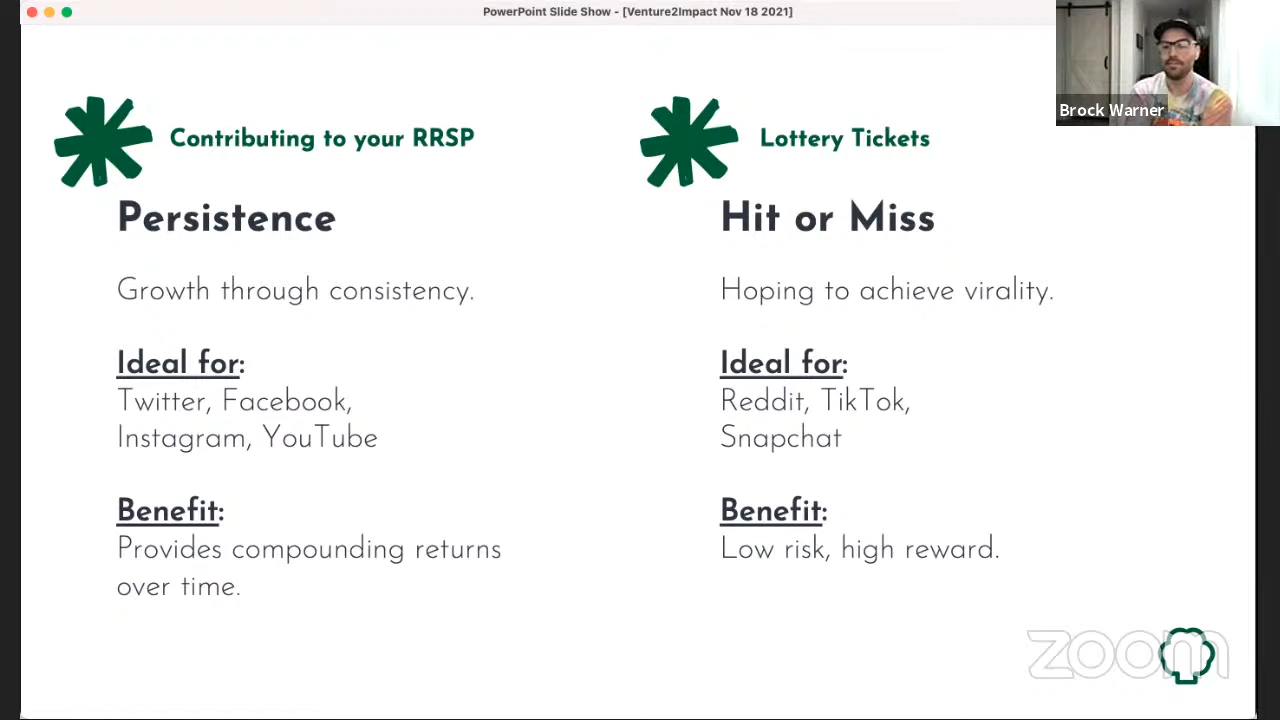 PowerPoint Slide Show - [Venture2Impact Nov 18 2021]
Brock Warner
Contributing to your RRSP
Persistence
Growth through consistency.
Ideal for:
Twitter, Facebook,
Instagram, YouTube
Benefit:
Provides compounding returns
over time.
Lottery Tickets
Hit or Miss
Hoping to achieve virality.
Ideal for:
Reddit, TikTok,
Snapchat
Benefit:
Low risk, high reward.
zoom